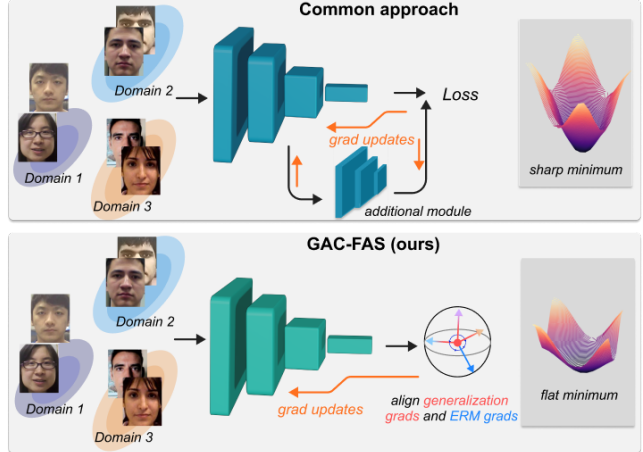 Common approach
Domain 2
Domain 1
Domain 3
Loss
grad updates
additional module
sharp minimum
GAC-FAS (ours)
Domain 2
Domain 1
Domain 3
grad updates
align generalization
grads and ERM grads
flat minimum